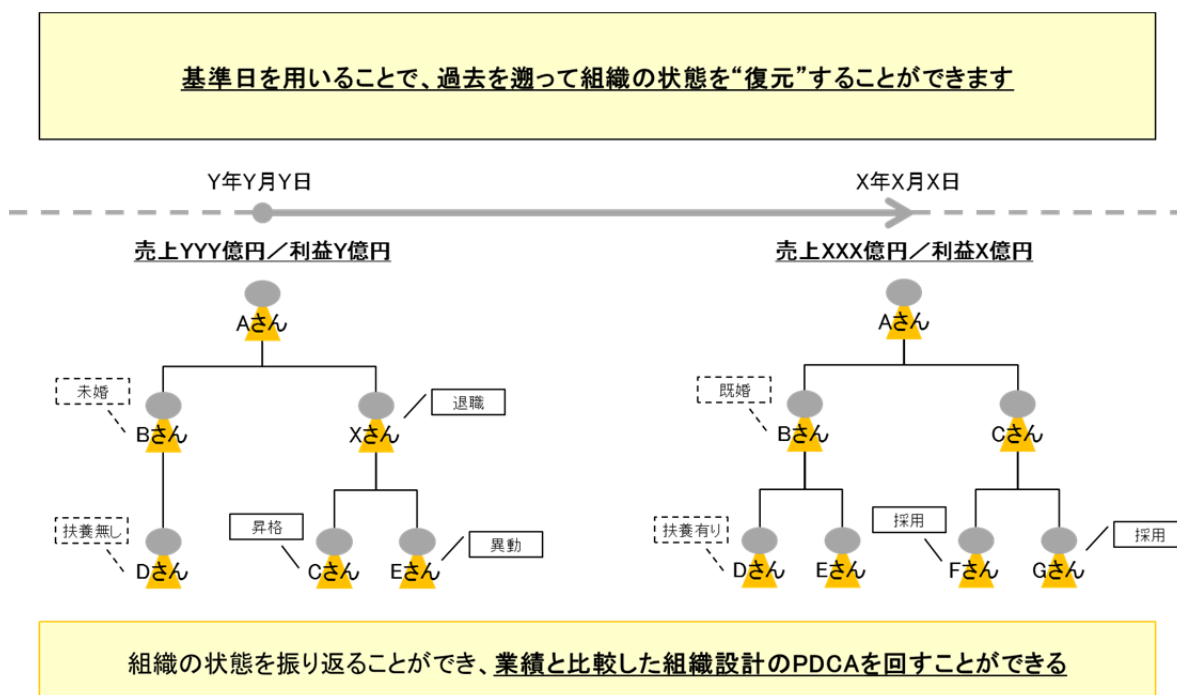 基準日を用いることで、過去を遡って組織の状態を“復元”することができます
Y年Y月Y日
X年X月X日
売上YYY億円／利益Y億円
売上XXX億円／利益X億円
Aさん
Aさん
未婚
退職
既婚
Bさん
Xさん
Bさん
Cさん
扶養無し
昇格
異動
扶養有り
採用
採用
Dさん
Cさん
Eさん
Dさん
Eさん
Fさん
Gさん
組織の状態を振り返ることができ、業績と比較した組織設計のPDCAを回すことができる